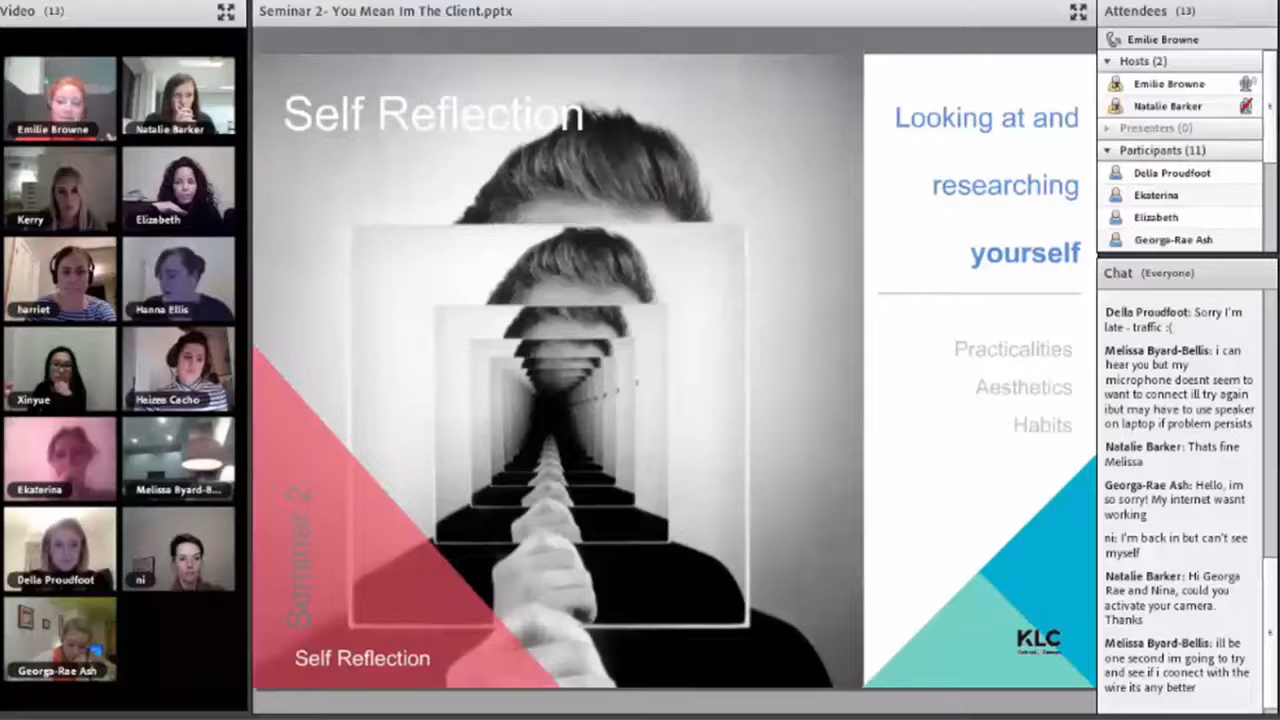 Video (13)
Emilie Browne
Natalie Barker
Kerry
Elizabeth
harriet
Hanna Ellis
Xinyue
Haizea Cacho
Ekaterina
Melissa Byard-B...
Della Proudfoot
ni
Georga-Rae Ash
Seminar 2- You Mean Im The Client.pptx
Self Reflection
Seminar 2
Self Reflection
Looking at and
researching
yourself
Practicalities
Aesthetics
Habits
KLC
Attendees (13)
Emilie Browne
Hosts (2)
Emilie Browne
Natalie Barker
Presenters (0)
Participants (11)
Della Proudfoot
Ekaterina
Elizabeth
Georga-Rae Ash
Chat (Everyone)
Della Proudfoot: Sorry I'm
late - traffic :(
Melissa Byard-Bellis: i can
hear you but my
microphone doesnt seem to
want to connect ill try again
ibut may have to use speaker
on laptop if problem persists
Natalie Barker: Thats fine
Melissa
Georga-Rae Ash: Hello, im
so sorry! My internet wasnt
working
ni: I'm back in but can't see
myself
Natalie Barker: Hi Georga
Rae and Nina, could you
activate your camera.
Thanks
Melissa Byard-Bellis: ill be
one second im going to try
and see if i coonect with the
wire its any better